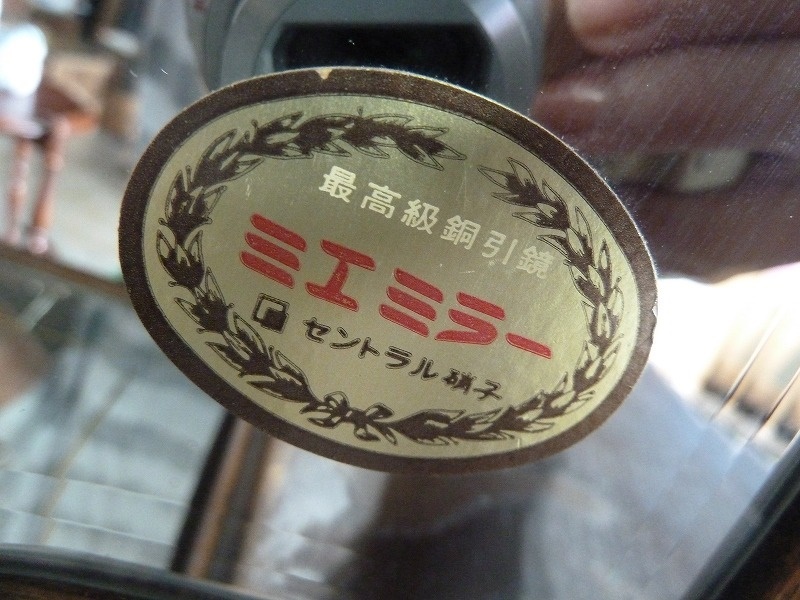 最高級銅引鏡
ミエミラー
セントラル硝子